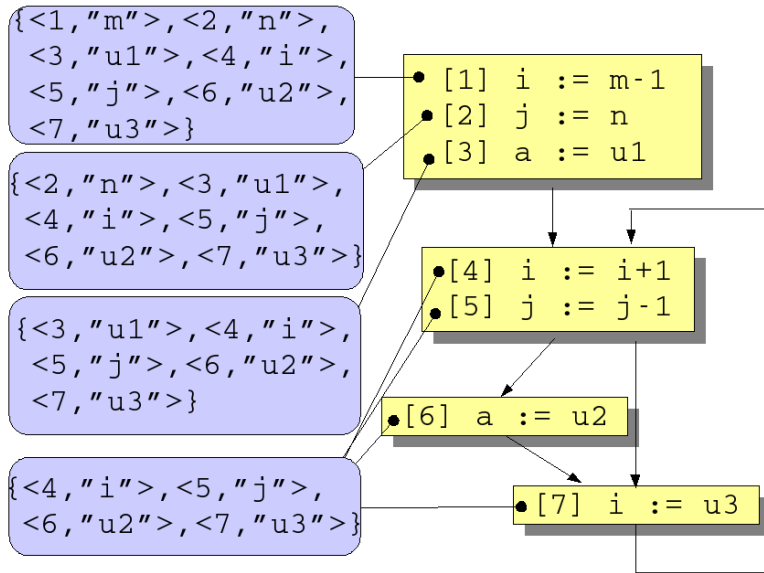 {<1,"m">,<2,"n">,
<3,"u1">,<4,"i">,
<5,"j">,<6,"u2">,
<7,"u3">}
{<2,"n">,<3,"u1">,
<4,"i">,<5,"j">,
<6,"u2">,<7,"u3">}
{<3,"u1">,<4,"i">,
<5,"j">,<6,"u2">,
<7,"u3">}
{<4,"i">,<5,"j">,
<6,"u2">,<7,"u3">}
[1] i := m-1
[2] j := n
[3] a := u1
[4] i := i+1
[5] j := j-1
[6] a := u2
[7] i := u3